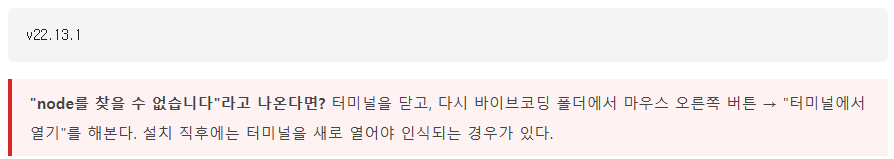 v22.13.1
"node를 찾을 수 없습니다"라고 나온다면? 터미널을 닫고, 다시 바이브코딩 폴더에서 마우스 오른쪽 버튼 → "터미널에서
열기"를 해본다. 설치 직후에는 터미널을 새로 열어야 인식되는 경우가 있다.